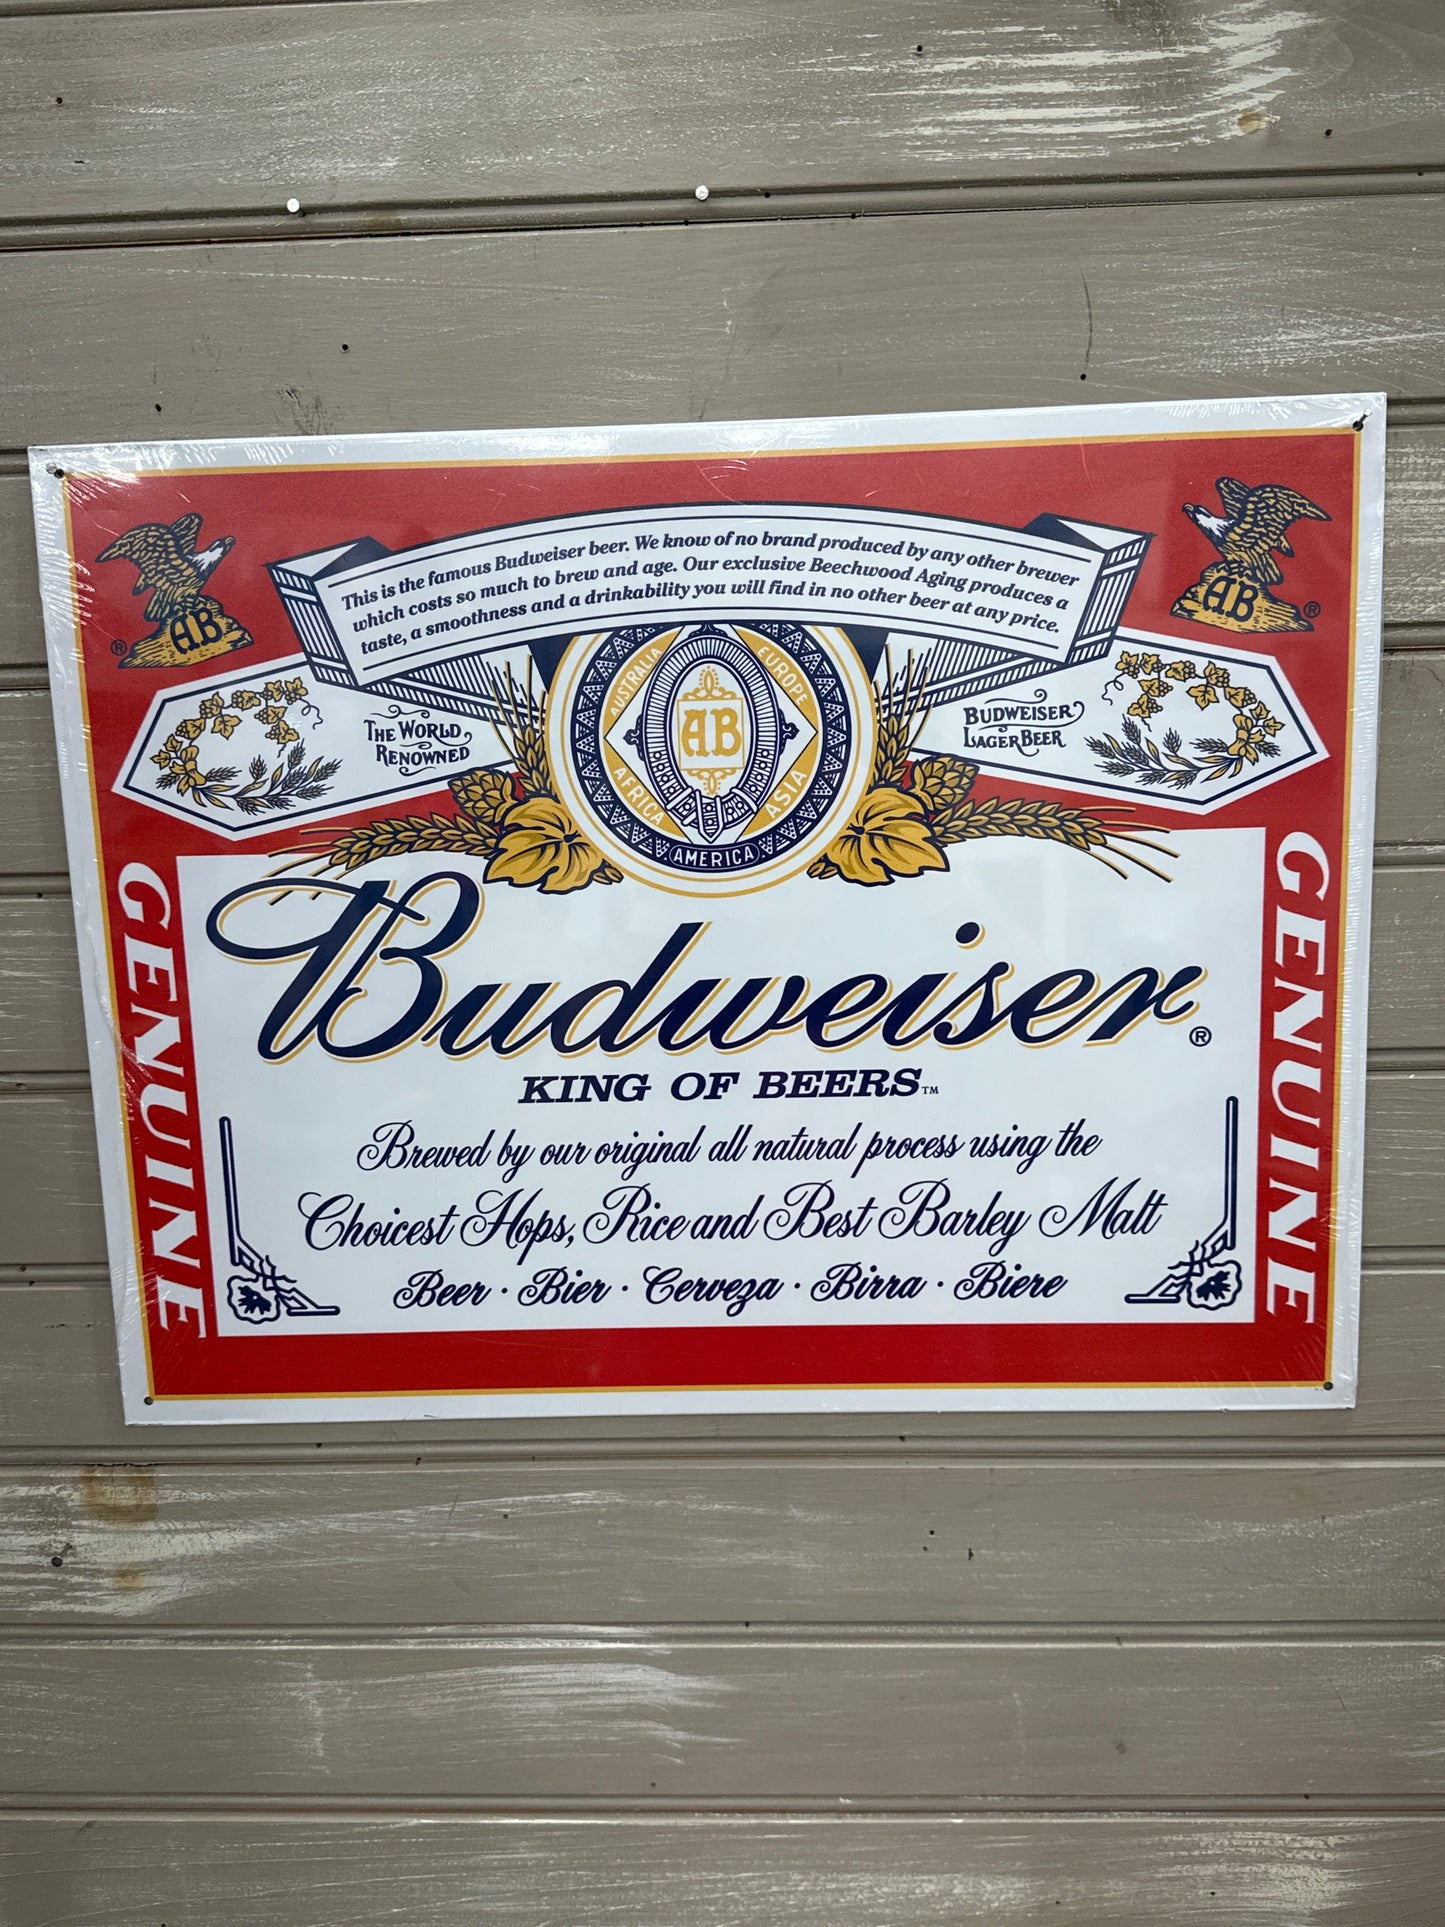 This is the famous Budweiser beer. We know of no brand produced by any other brewer
which costs so much to brew and age. Our exclusive Beechwood Aging produces a
taste, a smoothness and a drinkability you will find in no other beer at any price.
AB ®
AB ®
AUSTRALIA
EUROPE
THE WORLD
RENOWNED
AB
BUDWEISER
LAGER BEER
AFRICA
ASIA
AMERICA
GENUINE
GENUINE
Budweiser®
KING OF BEERS™
Brewed by our original all natural process using the
Choicest Hops, Rice and Best Barley Malt
Beer · Bier · Cerveza · Birra · Biere